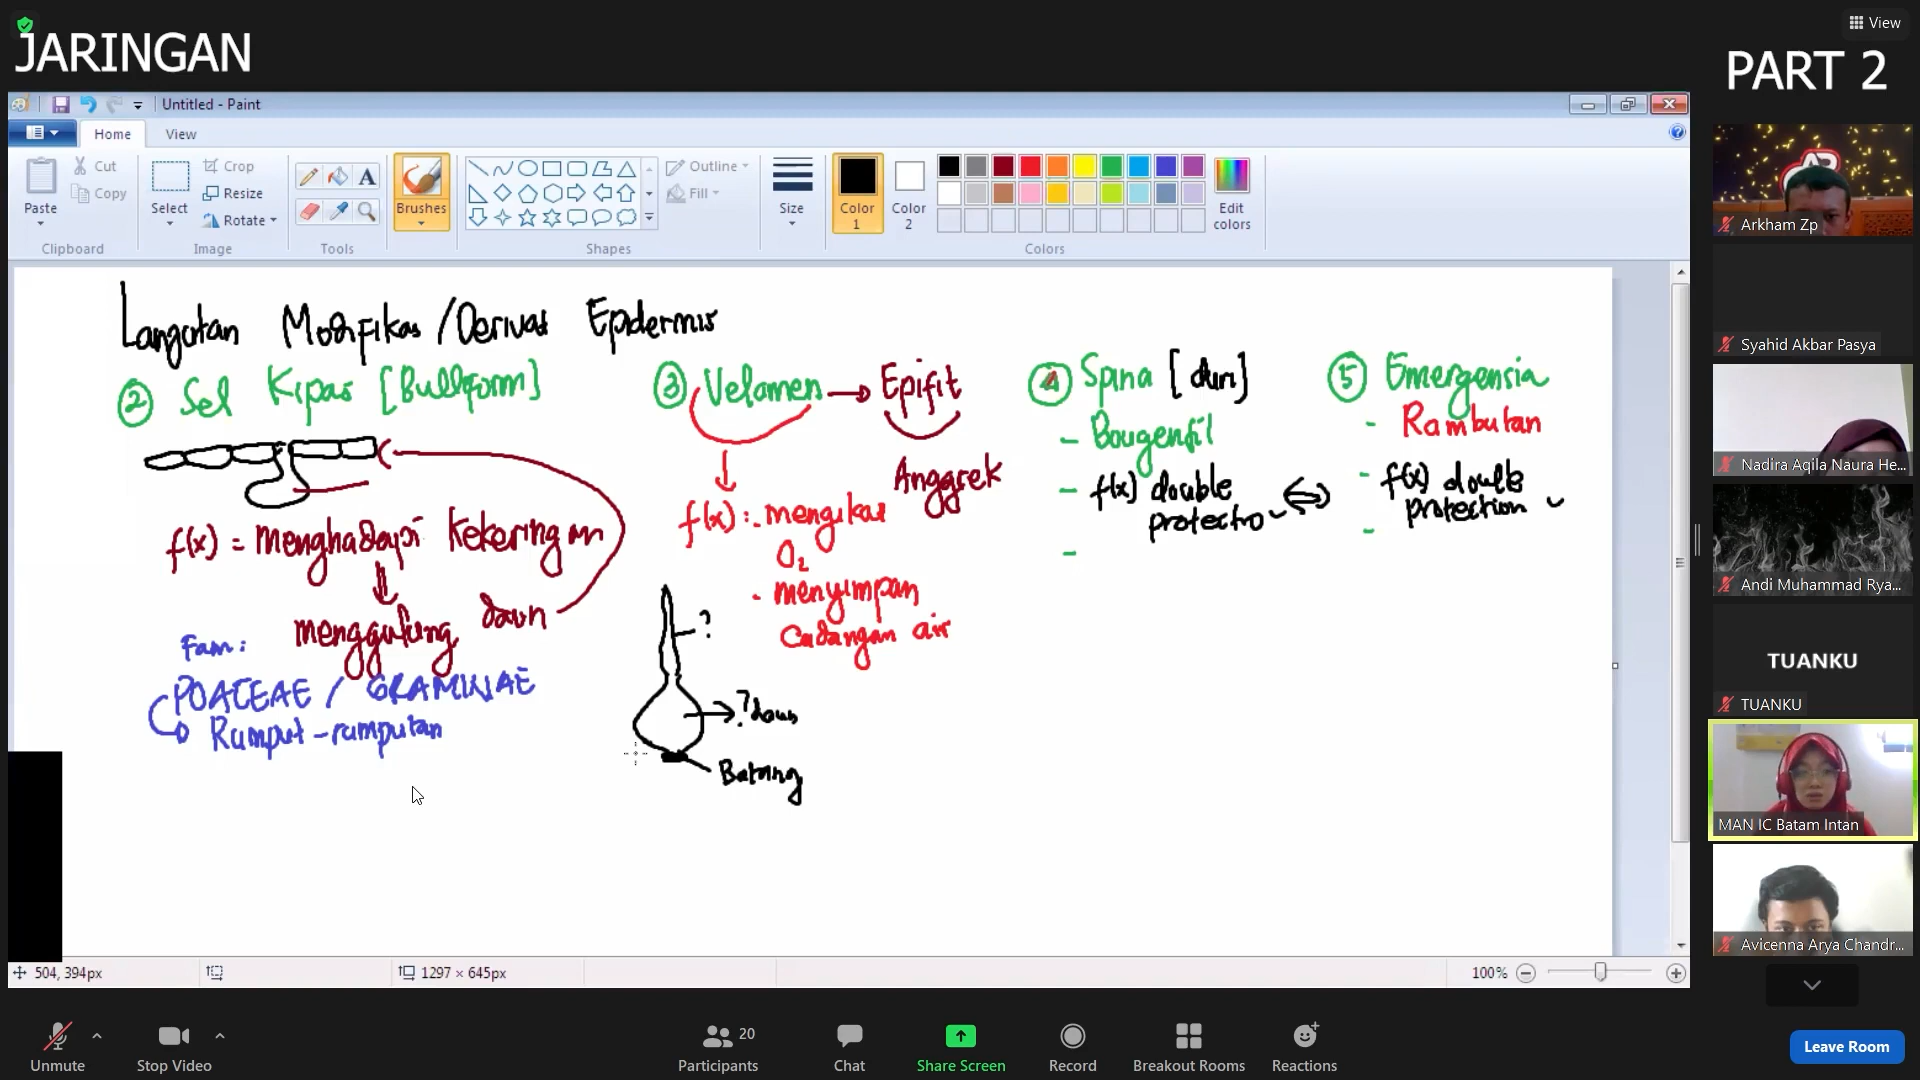 JARINGAN
View
PART 2
Untitled - Paint
Home
View
Paste
Cut
Copy
Clipboard
Select
Crop
Resize
Rotate
Image
Tools
Brushes
Shapes
Outline
Fill
Size
Color 1
Color 2
Edit colors
Colors
Lanjutan Modifikasi/Derivat Epidermis
② Sel Kipas [Bulliform]
f(x) = menghadapi kekeringan
menggulung daun
Fam:
POACEAE / GRAMINAE
Rumput-rumputan
③ Velamen → Epifit
Anggrek
f(x): - mengikat
O₂
- menyimpan
Cadangan air
?
? daun
Batang
④ Spina [duri]
- Bougenfil
- f(x) double
protectio
-
⑤ Emergensia
- Rambutan
- f(x) double
protection
-
504, 394px
1297 × 645px
100%
Arkham Zp
Syahid Akbar Pasya
Nadira Aqila Naura He...
Andi Muhammad Rya...
TUANKU
TUANKU
MAN IC Batam Intan
Avicenna Arya Chandr...
Unmute
Stop Video
Participants
20
Chat
Share Screen
Record
Breakout Rooms
Reactions
Leave Room